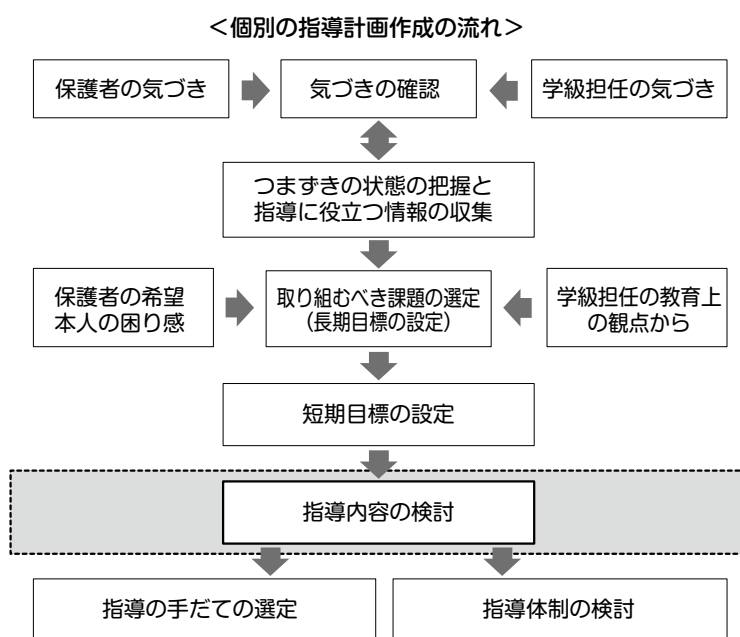 ＜個別の指導計画作成の流れ＞
保護者の気づき
気づきの確認
学級担任の気づき
つまずきの状態の把握と
指導に役立つ情報の収集
保護者の希望
本人の困り感
取り組むべき課題の選定
（長期目標の設定）
学級担任の教育上
の観点から
短期目標の設定
指導内容の検討
指導の手だての選定
指導体制の検討